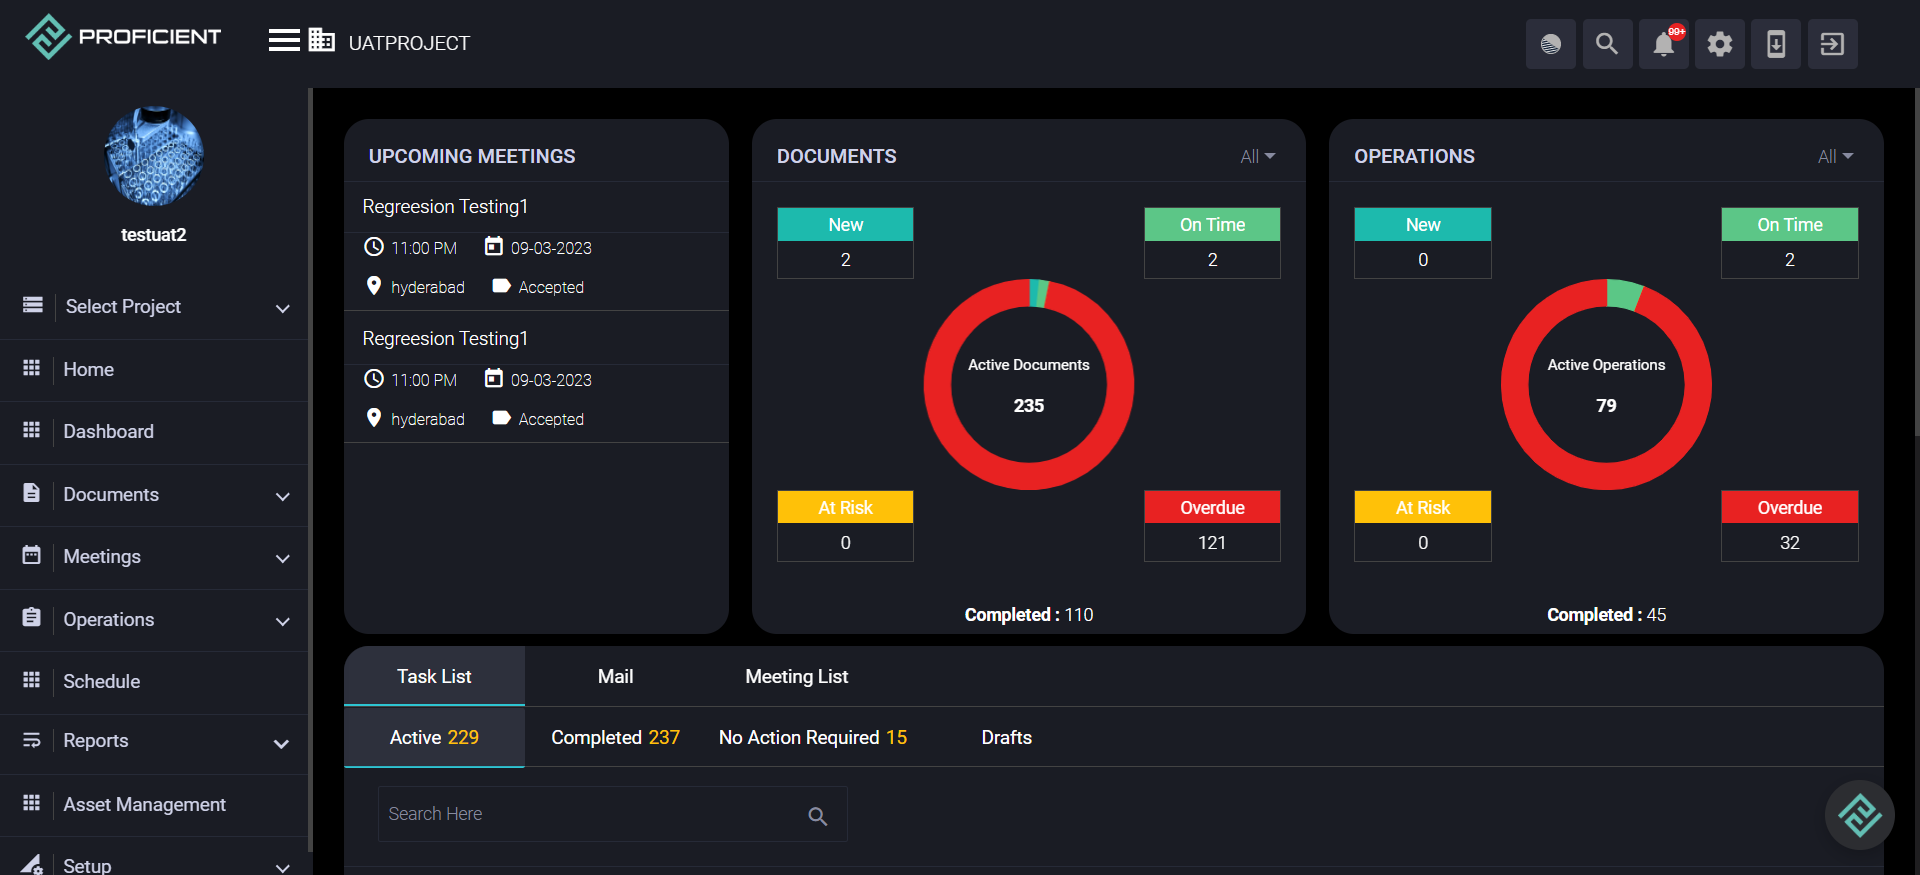 PROFICIENT
UATPROJECT
99+
testuat2
Select Project
Home
Dashboard
Documents
Meetings
Operations
Schedule
Reports
Asset Management
Setup
UPCOMING MEETINGS
Regreesion Testing1
11:00 PM 09-03-2023
hyderabad Accepted
Regreesion Testing1
11:00 PM 09-03-2023
hyderabad Accepted
DOCUMENTS All
New
2
On Time
2
Active Documents
235
At Risk
0
Overdue
121
Completed : 110
OPERATIONS All
New
0
On Time
2
Active Operations
79
At Risk
0
Overdue
32
Completed : 45
Task List Mail Meeting List
Active 229 Completed 237 No Action Required 15 Drafts
Search Here